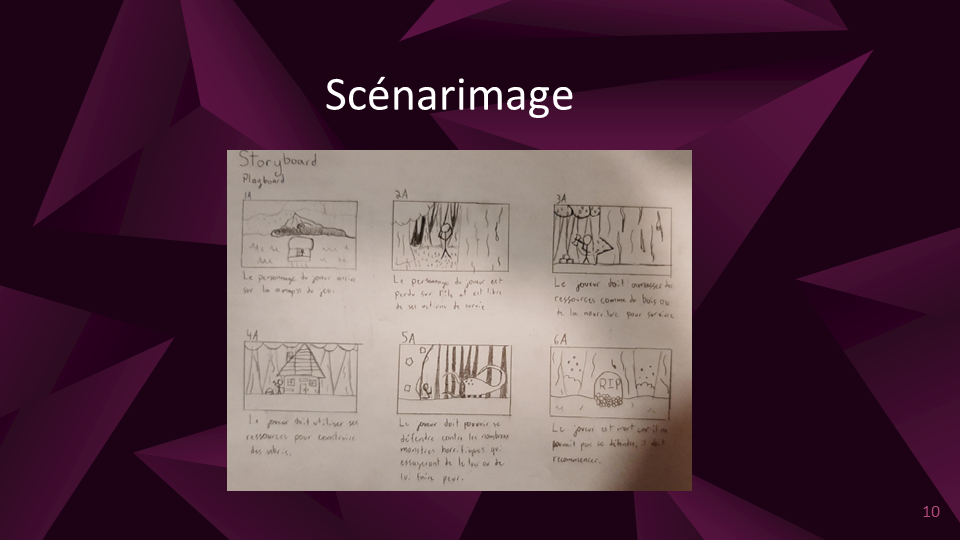 Scénarimage
Storyboard
Playboard
1A
2A
3A
Le personnage du joueur arrive
sur la du jeu.
Le personnage du joueur est
perdu sur l'île et est libre
de ses actions de survie
Le joueur doit amasser des
ressources comme du bois ou
de la nourriture pour survivre
4A
5A
6A
RIP
Le joueur doit utiliser ses
ressources pour construire
des abris.
Le joueur doit pouvoir se
défendre contre les nombreux
monstres horrifiques qui
essayeront de le tuer ou de
lui faire peur.
Le joueur est mort car il ne
pouvait pas se défendre, il doit
recommencer.
10